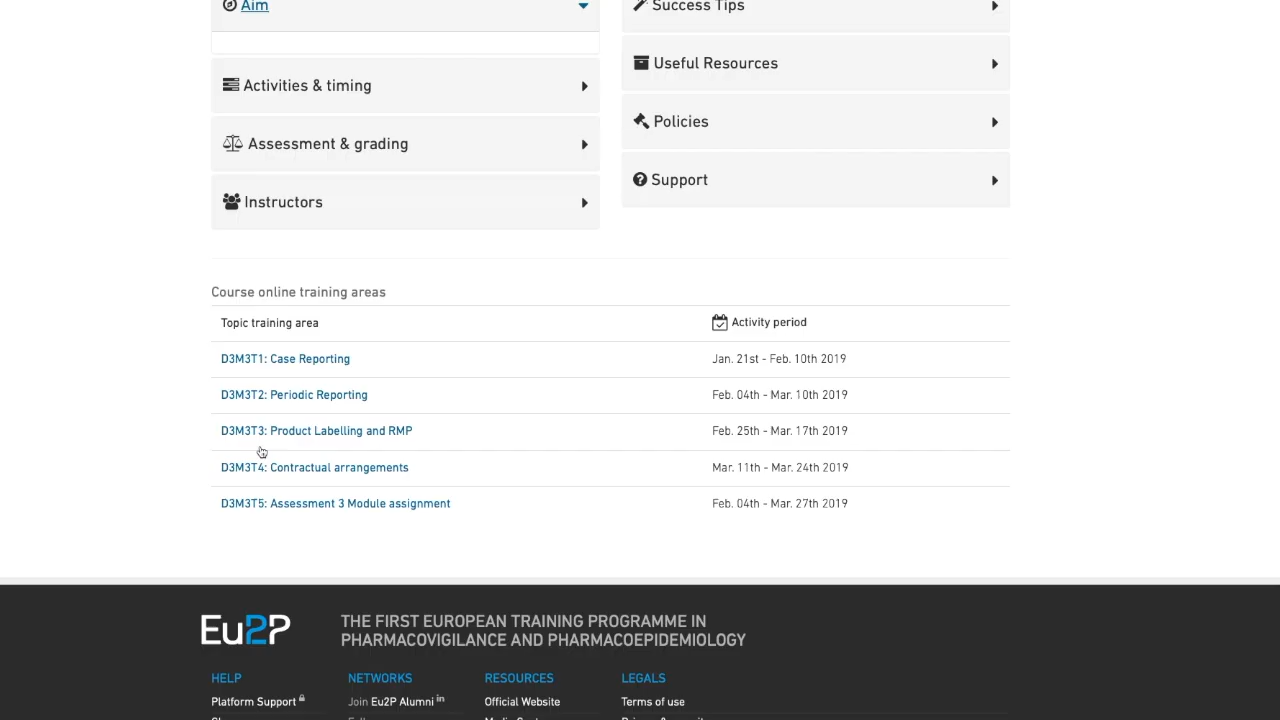 Aim
Success Tips
Activities & timing
Useful Resources
Assessment & grading
Policies
Instructors
Support
Course online training areas
Topic training area
Activity period
D3M3T1: Case Reporting
Jan. 21st - Feb. 10th 2019
D3M3T2: Periodic Reporting
Feb. 04th - Mar. 10th 2019
D3M3T3: Product Labelling and RMP
Feb. 25th - Mar. 17th 2019
D3M3T4: Contractual arrangements
Mar. 11th - Mar. 24th 2019
D3M3T5: Assessment 3 Module assignment
Feb. 04th - Mar. 27th 2019
Eu2P
THE FIRST EUROPEAN TRAINING PROGRAMME IN
PHARMACOVIGILANCE AND PHARMACOEPIDEMIOLOGY
HELP
NETWORKS
RESOURCES
LEGALS
Platform Support
Join Eu2P Alumni in
Official Website
Terms of use